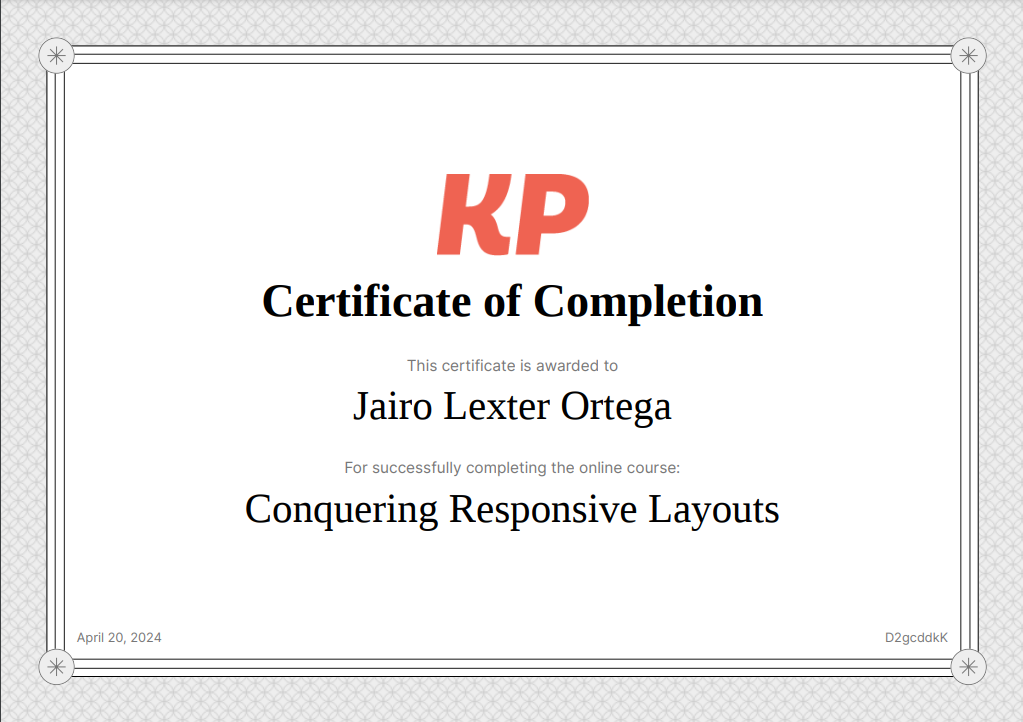 KP
Certificate of Completion
This certificate is awarded to
Jairo Lexter Ortega
For successfully completing the online course:
Conquering Responsive Layouts
April 20, 2024
D2gcddkK